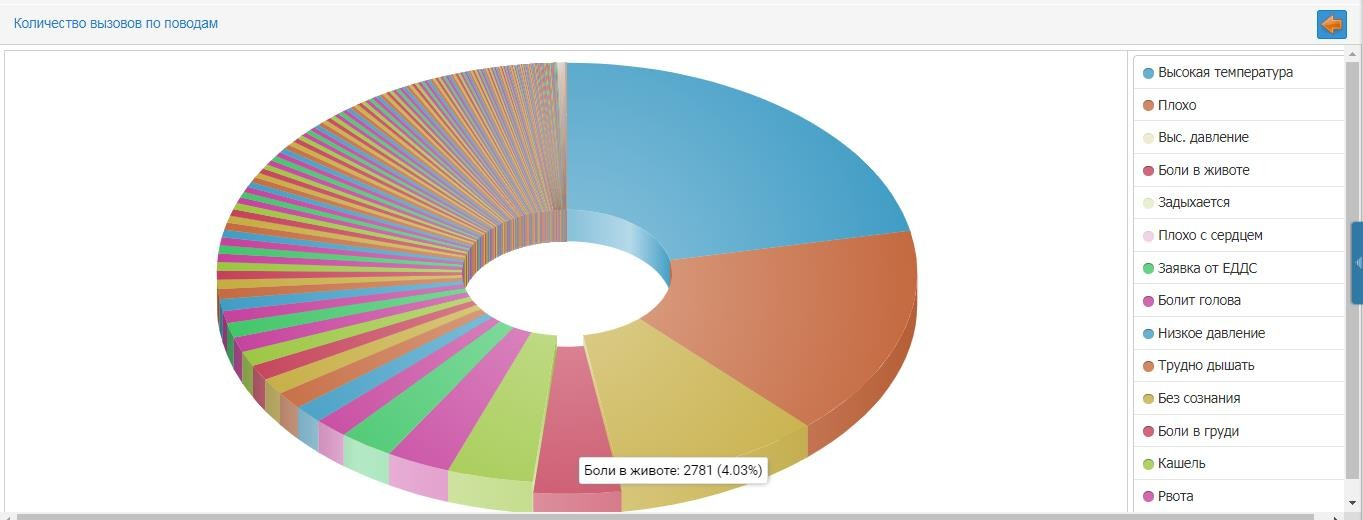 Количество вызовов по поводам
Высокая температура
Плохо
Выс. давление
Боли в животе
Задыхается
Плохо с сердцем
Заявка от ЕДДС
Болит голова
Низкое давление
Трудно дышать
Без сознания
Боли в груди
Кашель
Рвота
Боли в животе: 2781 (4.03%)